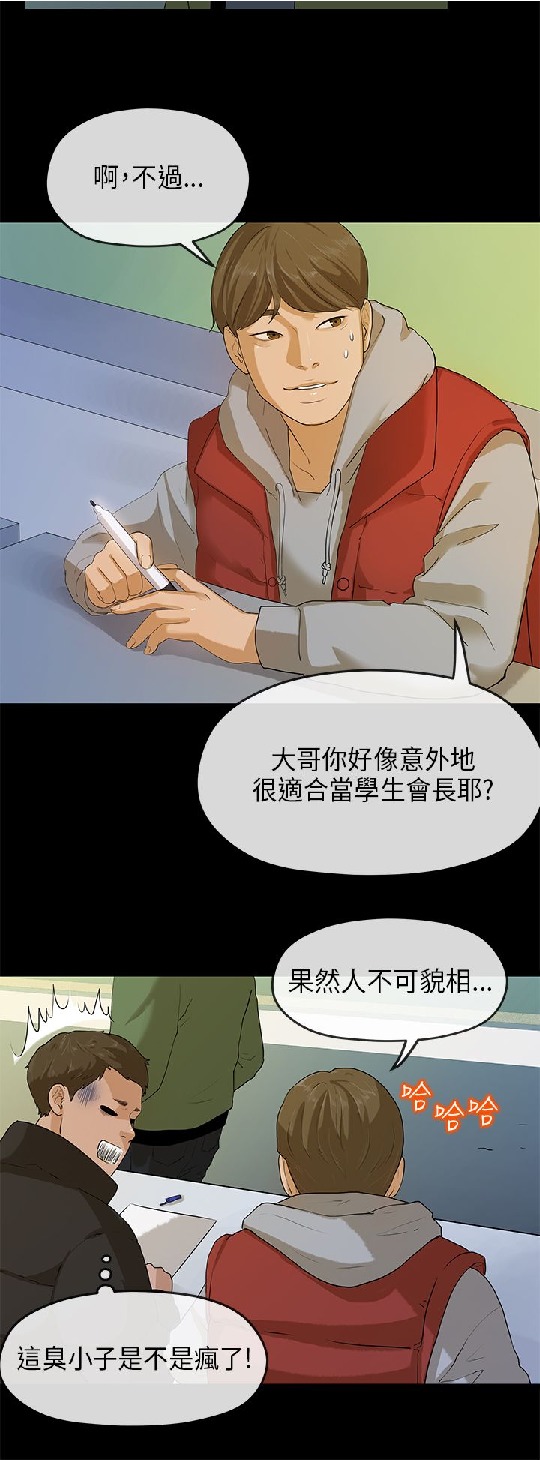 啊,不過...
大哥你好像意外地
很適合當學生會長耶?
果然人不可貌相...
哈哈哈
這臭小子是不是瘋了!